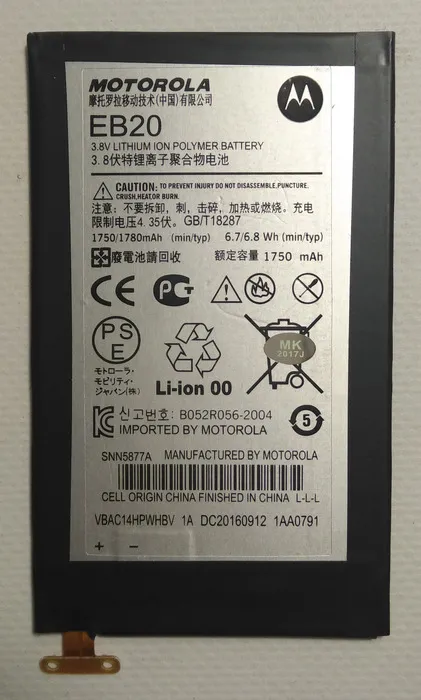 MOTOROLA
摩托罗拉移动技术(中国)有限公司
EB20
3.8V LITHIUM ION POLYMER BATTERY
3.8伏特锂离子聚合物电池
CAUTION: TO PREVENT INJURY DO NOT DISASSEMBLE,PUNCTURE,
CRUSH,HEAT,OR BURN.
注意: 不要拆卸, 刺, 击碎, 加热或燃烧。充电
限制电压4.35伏。GB/T18287
1750/1780mAh (min/typ) 6.7/6.8 Wh (min/typ)
廢電池請回收 额定容量 1750 mAh
CE PG
PS
E
MK
2017J
モトローラ・
モビリティ・
ジャパン(株)
Li-ion 00
신고번호: B052R056-2004
IMPORTED BY MOTOROLA
5
SNN5877A MANUFACTURED BY MOTOROLA
CELL ORIGIN CHINA FINISHED IN CHINA L-L-L
VBAC14HPWHBV 1A DC20160912 1AA0791
+ −